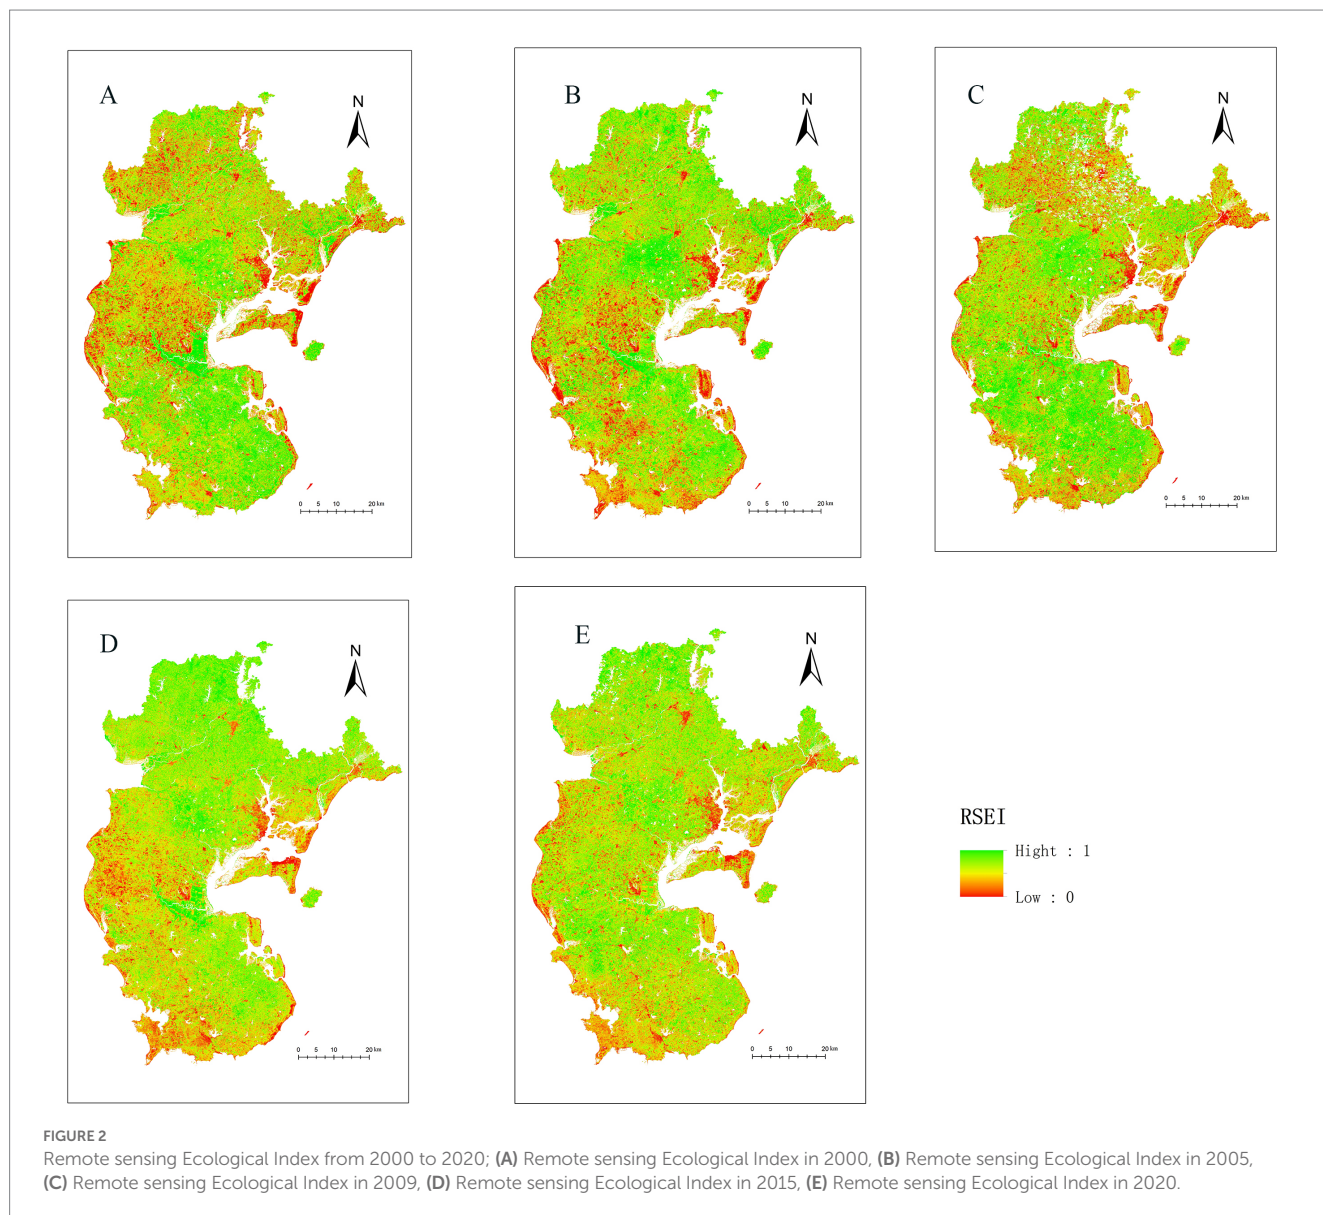 A
N
0 5 10 20 km
B
N
0 5 10 20 km
C
N
0 5 10 20 km
D
N
0 5 10 20 km
E
N
0 5 10 20 km
RSEI
Hight : 1
Low : 0
FIGURE 2
Remote sensing Ecological Index from 2000 to 2020; (A) Remote sensing Ecological Index in 2000, (B) Remote sensing Ecological Index in 2005,
(C) Remote sensing Ecological Index in 2009, (D) Remote sensing Ecological Index in 2015, (E) Remote sensing Ecological Index in 2020.